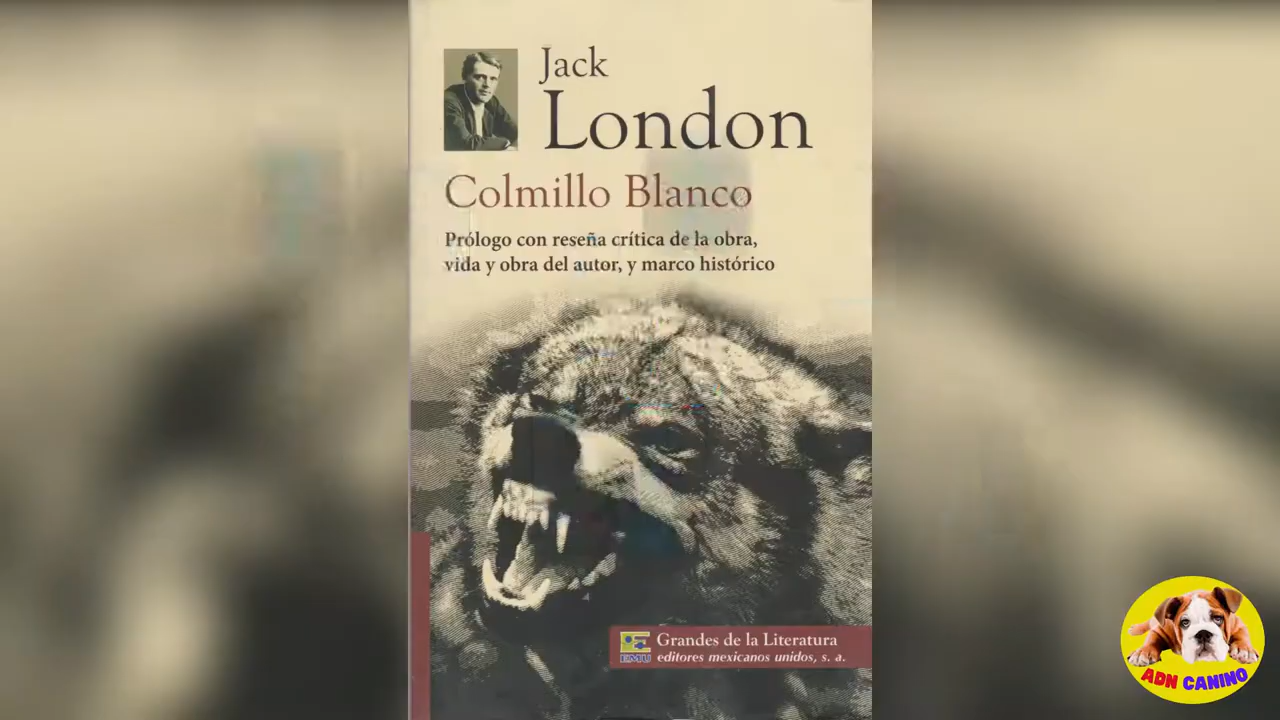 Jack
London
Colmillo Blanco
Prólogo con reseña crítica de la obra,
vida y obra del autor, y marco histórico
Grandes de la Literatura
EMU
editores mexicanos unidos, s. a.
ADN CANINO